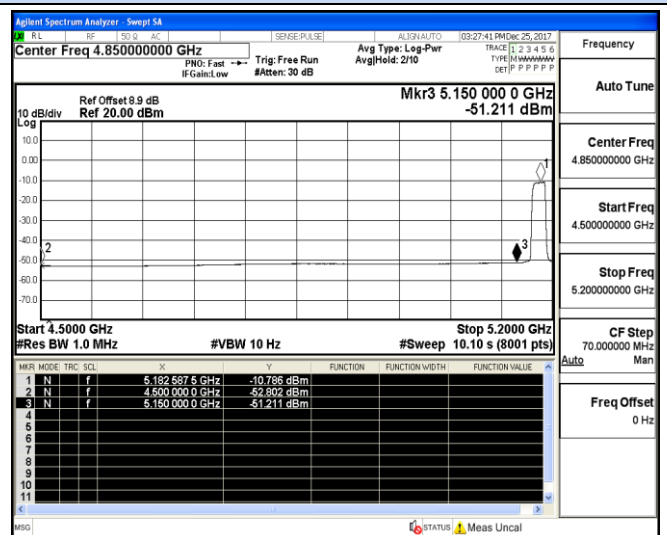 Agilent Spectrum Analyzer - Swept SA
LXI RL RF 50 Ω AC SENSE:PULSE ALIGNAUTO 03:27:41 PM Dec 25, 2017
Center Freq 4.850000000 GHz
PNO: Fast Trig: Free Run Avg Type: Log-Pwr TRACE 1 2 3 4 5 6
IFGain:Low #Atten: 30 dB Avg|Hold: 2/10 TYPE M WWWWW
DET P P P P P P
Frequency
Auto Tune
Center Freq
4.850000000 GHz
Start Freq
4.500000000 GHz
Stop Freq
5.200000000 GHz
CF Step
70.000000 MHz
Auto Man
Freq Offset
0 Hz
Ref Offset 8.9 dB Mkr3 5.150 000 0 GHz
10 dB/div Ref 20.00 dBm -51.211 dBm
Log
10.0
0.00
-10.0
-20.0
-30.0
-40.0
-50.0
-60.0
-70.0
1
2
3
Start 4.5000 GHz Stop 5.2000 GHz
#Res BW 1.0 MHz #VBW 10 Hz #Sweep 10.10 s (8001 pts)
MKR MODE TRC SCL X Y FUNCTION FUNCTION WIDTH FUNCTION VALUE
1 N f 5.182 587 5 GHz -10.786 dBm
2 N f 4.500 000 0 GHz -52.802 dBm
3 N f 5.150 000 0 GHz -51.211 dBm
4
5
6
7
8
9
10
11
MSG STATUS Meas Uncal